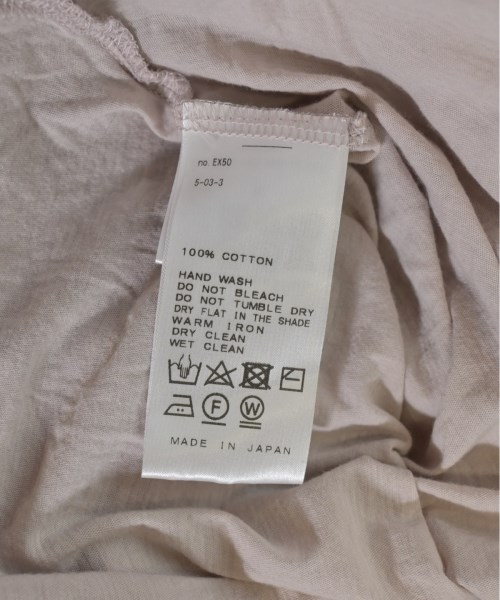 no. EX50
5-03-3
100% COTTON
HAND WASH
DO NOT BLEACH
DO NOT TUMBLE DRY
DRY FLAT IN THE SHADE
WARM IRON
DRY CLEAN
WET CLEAN
F W
MADE IN JAPAN